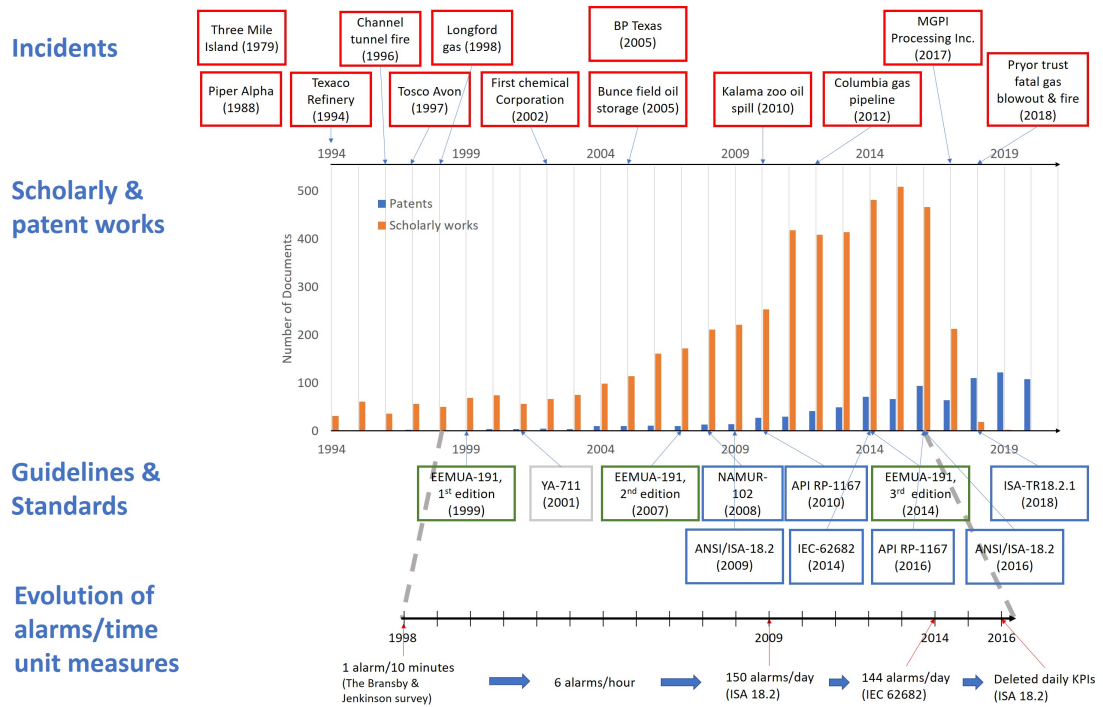 Incidents
Three Mile
Island (1979)
Channel
tunnel fire
(1996)
Longford
gas (1998)
BP Texas
(2005)
MGPI
Processing Inc.
(2017)
Piper Alpha
(1988)
Texaco
Refinery
(1994)
Tosco Avon
(1997)
First chemical
Corporation
(2002)
Bunce field oil
storage (2005)
Kalama zoo oil
spill (2010)
Columbia gas
pipeline
(2012)
Pryor trust
fatal gas
blowout & fire
(2018)
1994 1999 2004 2009 2014 2019
Scholarly &
patent works
Number of Documents
500
400
300
200
100
0
Patents
Scholarly works
1994 1999 2004 2009 2014 2019
Guidelines &
Standards
EEMUA-191,
1st edition
(1999)
YA-711
(2001)
EEMUA-191,
2nd edition
(2007)
NAMUR-
102
(2008)
API RP-1167
(2010)
EEMUA-191,
3rd edition
(2014)
ISA-TR18.2.1
(2018)
ANSI/ISA-18.2
(2009)
IEC-62682
(2014)
API RP-1167
(2016)
ANSI/ISA-18.2
(2016)
Evolution of
alarms/time
unit measures
1998 2009 2014 2016
1 alarm/10 minutes
(The Bransby &
Jenkinson survey)
6 alarms/hour
150 alarms/day
(ISA 18.2)
144 alarms/day
(IEC 62682)
Deleted daily KPIs
(ISA 18.2)